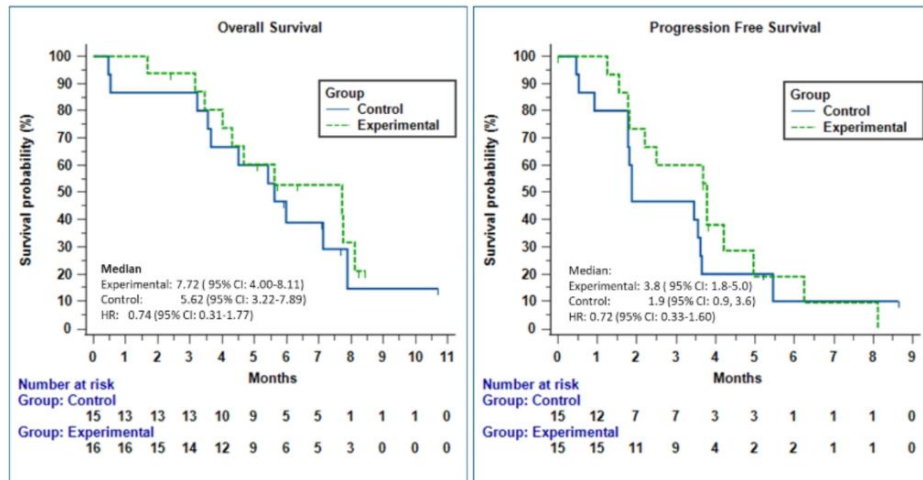 Overall Survival
100
90
80
70
60
50
40
30
20
10
0
Survival probability (%)
Group
Control
Experimental
Median
Experimental: 7.72 ( 95% CI: 4.00-8.11)
Control: 5.62 (95% CI: 3.22-7.89)
HR: 0.74 (95% CI: 0.31-1.77)
0 1 2 3 4 5 6 7 8 9 10 11
Months
Number at risk
Group: Control
15 13 13 13 10 9 5 5 1 1 1 0
Group: Experimental
16 16 15 14 12 9 6 5 3 0 0 0
Progression Free Survival
100
90
80
70
60
50
40
30
20
10
0
Survival probability (%)
Group
Control
Experimental
Median:
Experimental: 3.8 ( 95% CI: 1.8-5.0)
Control: 1.9 (95% CI: 0.9, 3.6)
HR: 0.72 (95% CI: 0.33-1.60)
0 1 2 3 4 5 6 7 8 9
Months
Number at risk
Group: Control
15 12 7 7 3 3 1 1 1 0
Group: Experimental
15 15 11 9 4 2 2 1 1 0